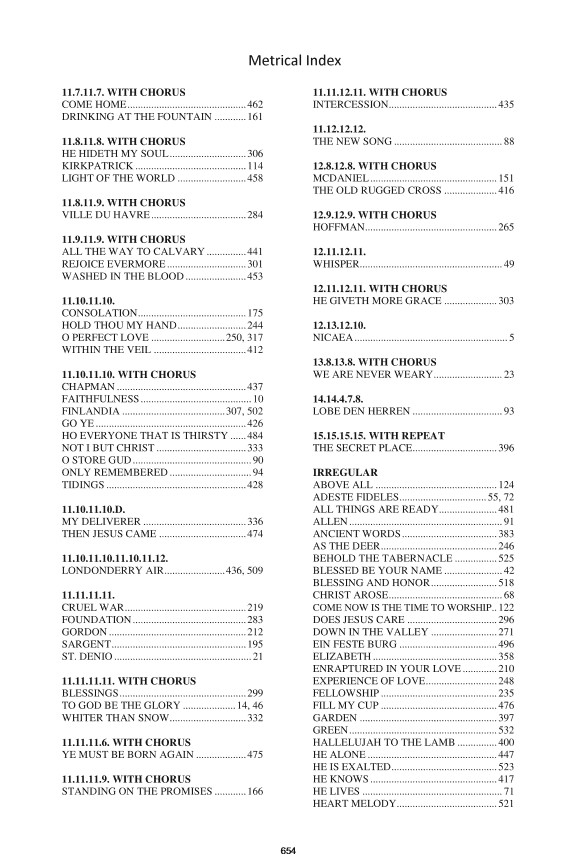 Metrical Index
11.7.11.7. WITH CHORUS
COME HOME............................................462
DRINKING AT THE FOUNTAIN ............161
11.8.11.8. WITH CHORUS
HE HIDETH MY SOUL.............................306
KIRKPATRICK ..........................................114
LIGHT OF THE WORLD ..........................458
11.8.11.9. WITH CHORUS
VILLE DU HAVRE....................................284
11.9.11.9. WITH CHORUS
ALL THE WAY TO CALVARY ...............441
REJOICE EVERMORE ..............................301
WASHED IN THE BLOOD.......................453
11.10.11.10.
CONSOLATION.........................................175
HOLD THOU MY HAND..........................244
O PERFECT LOVE ............................250, 317
WITHIN THE VEIL ...................................412
11.10.11.10. WITH CHORUS
CHAPMAN .................................................437
FAITHFULNESS..........................................10
FINLANDIA .......................................307, 502
GO YE .........................................................426
HO EVERYONE THAT IS THIRSTY ......484
NOT I BUT CHRIST ..................................333
O STORE GUD.............................................90
ONLY REMEMBERED ...............................94
TIDINGS .....................................................428
11.10.11.10.D.
MY DELIVERER .......................................336
THEN JESUS CAME .................................474
11.10.11.10.11.10.11.12.
LONDONDERRY AIR.......................436, 509
11.11.11.11.
CRUEL WAR..............................................219
FOUNDATION...........................................283
GORDON ....................................................212
SARGENT...................................................195
ST. DENIO ....................................................21
11.11.11.11. WITH CHORUS
BLESSINGS................................................299
TO GOD BE THE GLORY ....................14, 46
WHITER THAN SNOW.............................332
11.11.11.6. WITH CHORUS
YE MUST BE BORN AGAIN ...................475
11.11.11.9. WITH CHORUS
STANDING ON THE PROMISES ............166
11.11.12.11. WITH CHORUS
INTERCESSION.........................................435
11.12.12.12.
THE NEW SONG .........................................88
12.8.12.8. WITH CHORUS
MCDANIEL................................................151
THE OLD RUGGED CROSS ....................416
12.9.12.9. WITH CHORUS
HOFFMAN..................................................265
12.11.12.11.
WHISPER......................................................49
12.11.12.11. WITH CHORUS
HE GIVETH MORE GRACE ....................303
12.13.12.10.
NICAEA..........................................................5
13.8.13.8. WITH CHORUS
WE ARE NEVER WEARY..........................23
14.14.4.7.8.
LOBE DEN HERREN ..................................93
15.15.15.15. WITH REPEAT
THE SECRET PLACE................................396
IRREGULAR
ABOVE ALL ..............................................124
ADESTE FIDELES.................................55, 72
ALL THINGS ARE READY......................481
ALLEN..........................................................91
ANCIENT WORDS....................................383
AS THE DEER............................................246
BEHOLD THE TABERNACLE ................525
BLESSED BE YOUR NAME ......................42
BLESSING AND HONOR.........................518
CHRIST AROSE...........................................68
COME NOW IS THE TIME TO WORSHIP.. 122
DOES JESUS CARE ..................................296
DOWN IN THE VALLEY .........................271
EIN FESTE BURG .....................................496
ELIZABETH ...............................................358
ENRAPTURED IN YOUR LOVE.............210
EXPERIENCE OF LOVE...........................248
FELLOWSHIP ............................................235
FILL MY CUP ............................................476
GARDEN ....................................................397
GREEN........................................................532
HALLELUJAH TO THE LAMB ...............400
HE ALONE .................................................447
HE IS EXALTED........................................523
HE KNOWS ................................................417
HE LIVES .....................................................71
HEART MELODY......................................521
654